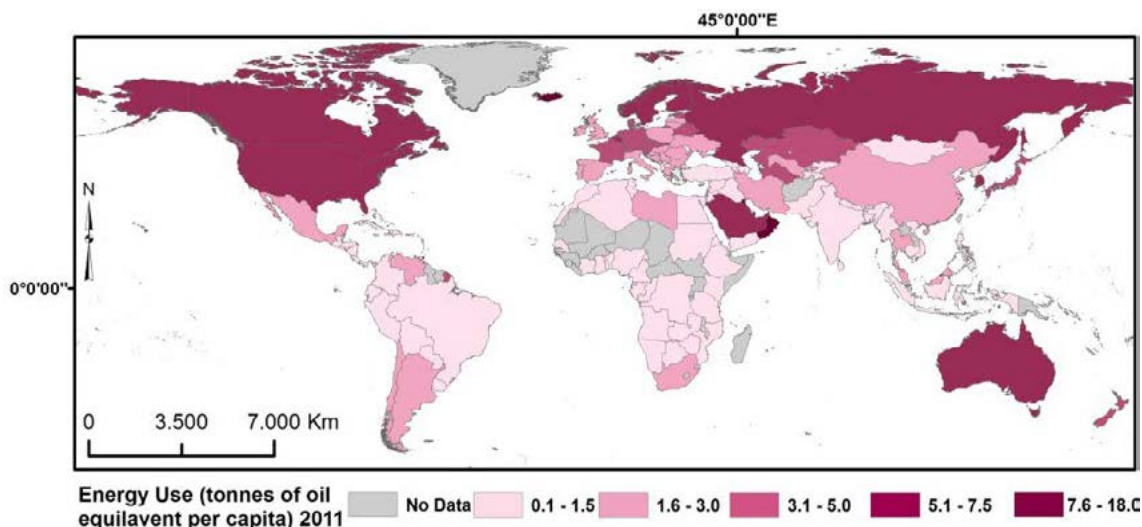 45°0'0"E
N
0°0'0"
0 3.500 7.000 Km
Energy Use (tonnes of oil
equilavent per capita) 2011
No Data 0.1 - 1.5 1.6 - 3.0 3.1 - 5.0 5.1 - 7.5 7.6 - 18.0